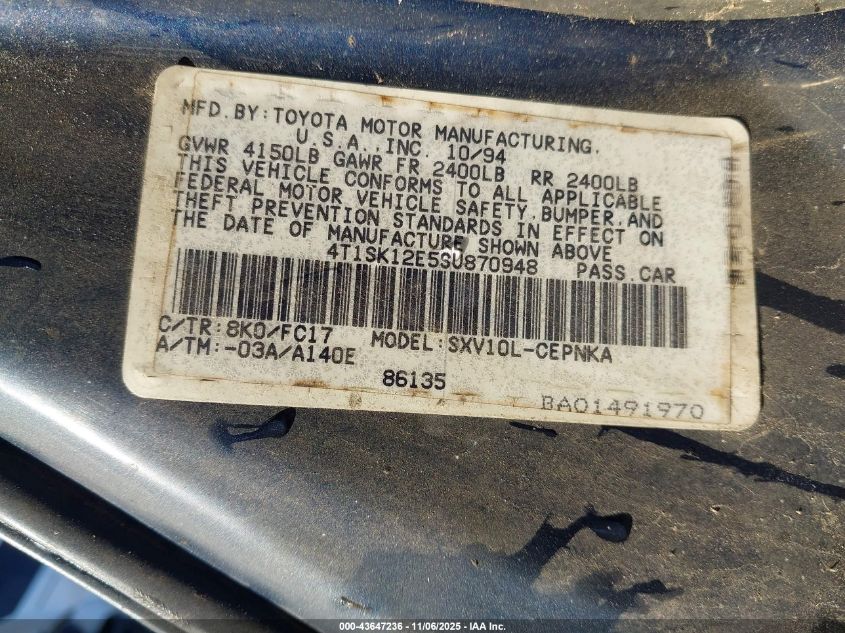 MFD. BY: TOYOTA MOTOR MANUFACTURING,
U.S.A., INC. 10/94
GVWR 4150LB GAWR FR 2400LB RR 2400LB
THIS VEHICLE CONFORMS TO ALL APPLICABLE
FEDERAL MOTOR VEHICLE SAFETY, BUMPER, AND
THEFT PREVENTION STANDARDS IN EFFECT ON
THE DATE OF MANUFACTURE SHOWN ABOVE
4T1SK12E5SU870948 PASS. CAR
C/TR: 8K0/FC17 MODEL: SXV10L-CEPNKA
A/TM: -03A/A140E
86135
BA01491970
000-43647236 - 11/06/2025 - IAA Inc.